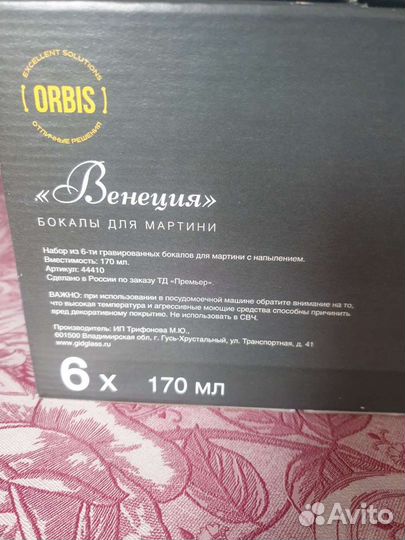 EXCELLENT SOLUTIONS
[ORBIS]
ОТЛИЧНЫЕ РЕШЕНИЯ
«Венеция»
БОКАЛЫ ДЛЯ МАРТИНИ
Набор из 6-ти гравированных бокалов для мартини с напылением.
Вместимость: 170 мл.
Артикул: 44410
Сделано в России по заказу ТД «Премьер».
ВАЖНО: при использовании в посудомоечной машине обратите внимание на то,
что высокая температура и агрессивные моющие средства способны причинить
вред декоративному покрытию. Не использовать в СВЧ.
Производитель: ИП Трифонова М.Ю.,
601500 Владимирская обл, г. Гусь-Хрустальный, ул. Транспортная, д. 41
www.gidglass.ru
6 x 170 мл
Avito